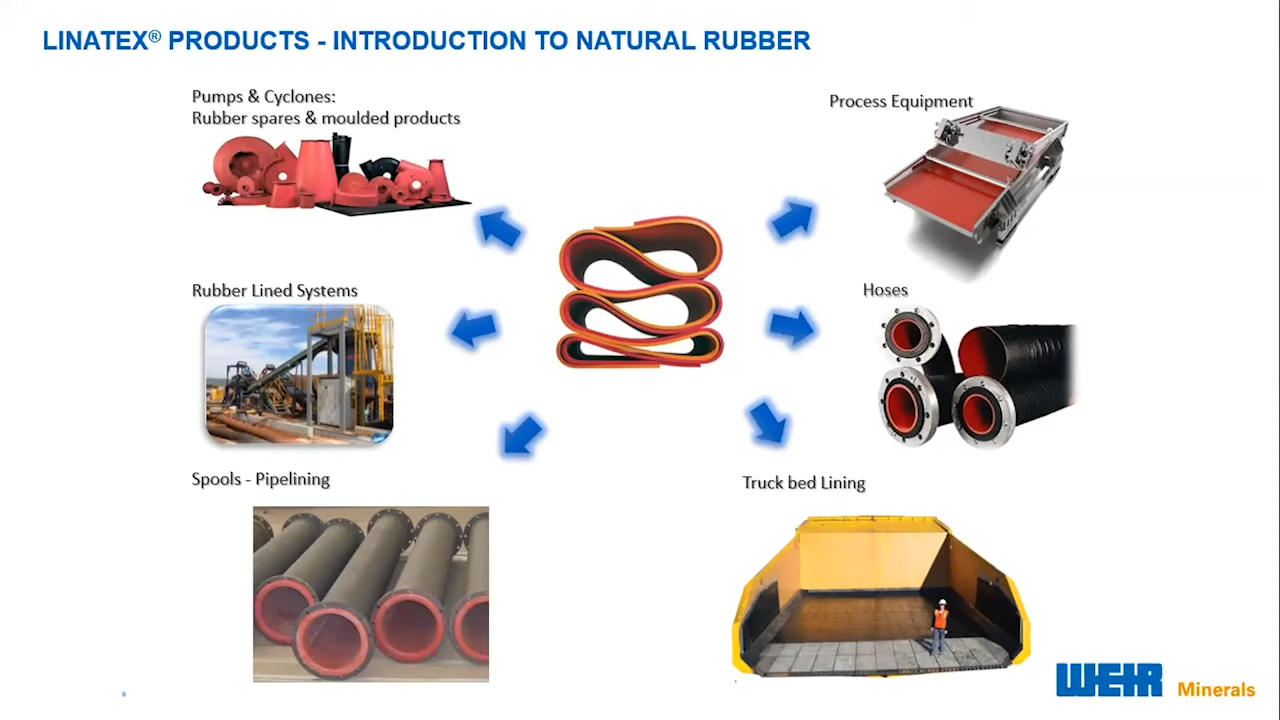 LINATEX® PRODUCTS - INTRODUCTION TO NATURAL RUBBER
Pumps & Cyclones:
Rubber spares & moulded products
Process Equipment
Rubber Lined Systems
Hoses
Spools - Pipelining
Truck bed Lining
WEIR Minerals